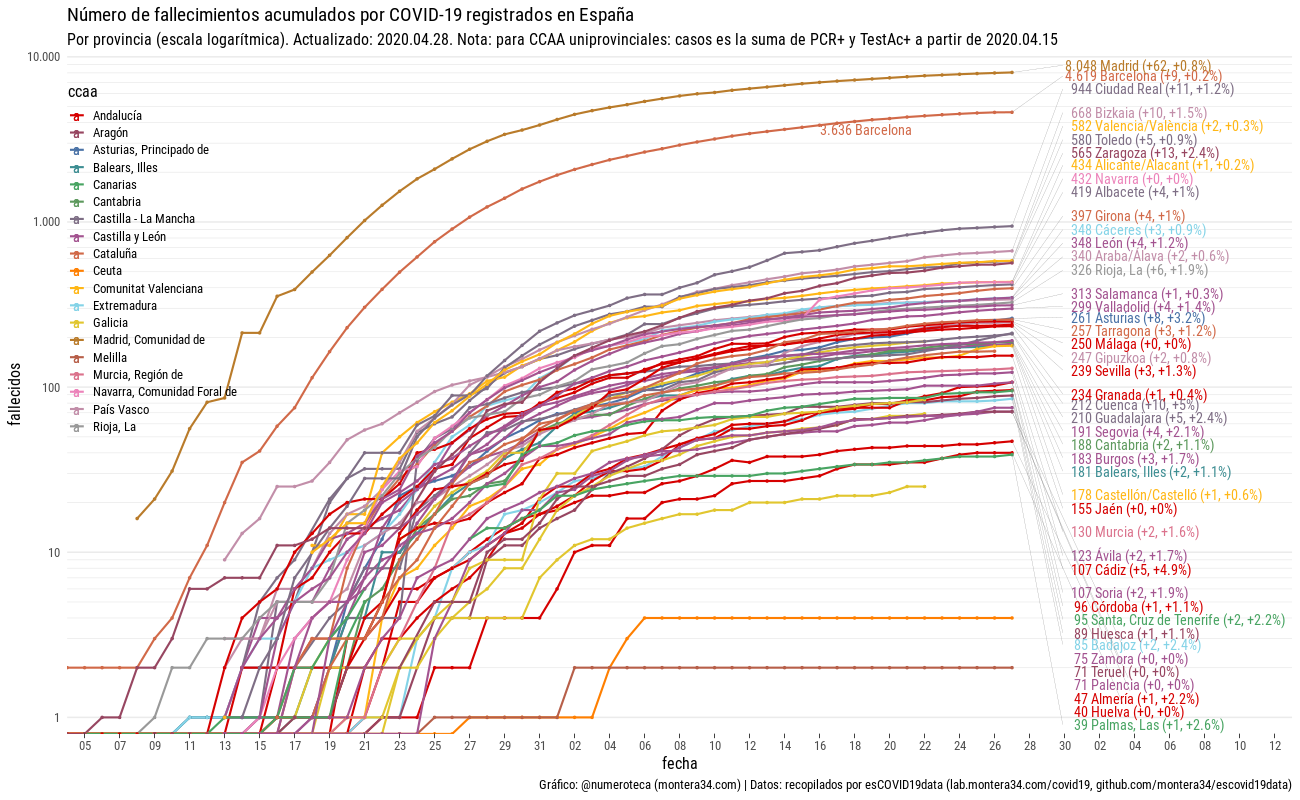 Número de fallecimientos acumulados por COVID-19 registrados en España
Por provincia (escala logarítmica). Actualizado: 2020.04.28. Nota: para CCAA uniprovinciales: casos es la suma de PCR+ y TestAc+ a partir de 2020.04.15
10.000
1.000
100
10
1
fallecidos
ccaa
Andalucía
Aragón
Asturias, Principado de
Balears, Illes
Canarias
Cantabria
Castilla - La Mancha
Castilla y León
Cataluña
Ceuta
Comunitat Valenciana
Extremadura
Galicia
Madrid, Comunidad de
Melilla
Murcia, Región de
Navarra, Comunidad Foral de
País Vasco
Rioja, La
3.636 Barcelona
8.048 Madrid (+62, +0.8%)
4.619 Barcelona (+9, +0.2%)
944 Ciudad Real (+11, +1.2%)
668 Bizkaia (+10, +1.5%)
582 Valencia/València (+2, +0.3%)
580 Toledo (+5, +0.9%)
565 Zaragoza (+13, +2.4%)
434 Alicante/Alacant (+1, +0.2%)
432 Navarra (+0, +0%)
419 Albacete (+4, +1%)
397 Girona (+4, +1%)
348 Cáceres (+3, +0.9%)
348 León (+4, +1.2%)
340 Araba/Álava (+2, +0.6%)
326 Rioja, La (+6, +1.9%)
313 Salamanca (+1, +0.3%)
299 Valladolid (+4, +1.4%)
261 Asturias (+8, +3.2%)
257 Tarragona (+3, +1.2%)
250 Málaga (+0, +0%)
247 Gipuzkoa (+2, +0.8%)
239 Sevilla (+3, +1.3%)
234 Granada (+1, +0.4%)
212 Cuenca (+10, +5%)
210 Guadalajara (+5, +2.4%)
191 Segovia (+4, +2.1%)
188 Cantabria (+2, +1.1%)
183 Burgos (+3, +1.7%)
181 Balears, Illes (+2, +1.1%)
178 Castellón/Castelló (+1, +0.6%)
155 Jaén (+0, +0%)
130 Murcia (+2, +1.6%)
123 Ávila (+2, +1.7%)
107 Cádiz (+5, +4.9%)
107 Soria (+2, +1.9%)
96 Córdoba (+1, +1.1%)
95 Santa, Cruz de Tenerife (+2, +2.2%)
89 Huesca (+1, +1.1%)
85 Badajoz (+2, +2.4%)
75 Zamora (+0, +0%)
71 Teruel (+0, +0%)
71 Palencia (+0, +0%)
47 Almería (+1, +2.2%)
40 Huelva (+0, +0%)
39 Palmas, Las (+1, +2.6%)
05 07 09 11 13 15 17 19 21 23 25 27 29 31 02 04 06 08 10 12 14 16 18 20 22 24 26 28 30 02 04 06 08 10 12
fecha
Gráfico: @numeroteca (montera34.com) | Datos: recopilados por esCOVID19data (lab.montera34.com/covid19, github.com/montera34/escovid19data)